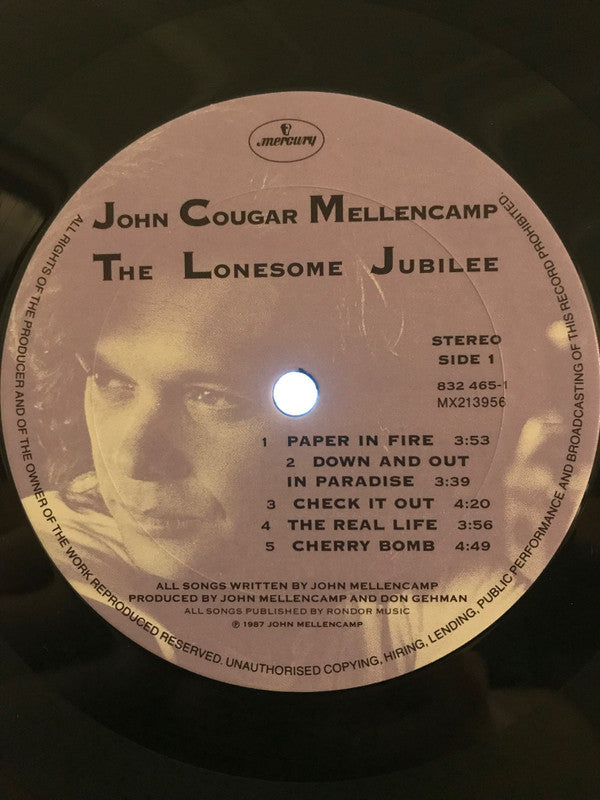 mercury
JOHN COUGAR MELLENCAMP
THE LONESOME JUBILEE
STEREO
SIDE 1
832 465-1
MX213956
1 PAPER IN FIRE 3:53
2 DOWN AND OUT
IN PARADISE 3:39
3 CHECK IT OUT 4:20
4 THE REAL LIFE 3:56
5 CHERRY BOMB 4:49
ALL SONGS WRITTEN BY JOHN MELLENCAMP
PRODUCED BY JOHN MELLENCAMP AND DON GEHMAN
ALL SONGS PUBLISHED BY RONDOR MUSIC
℗ 1987 JOHN MELLENCAMP
ALL RIGHTS OF THE PRODUCER AND OF THE OWNER OF THE WORK REPRODUCED RESERVED. UNAUTHORISED COPYING, HIRING, LENDING, PUBLIC PERFORMANCE AND BROADCASTING OF THIS RECORD PROHIBITED.